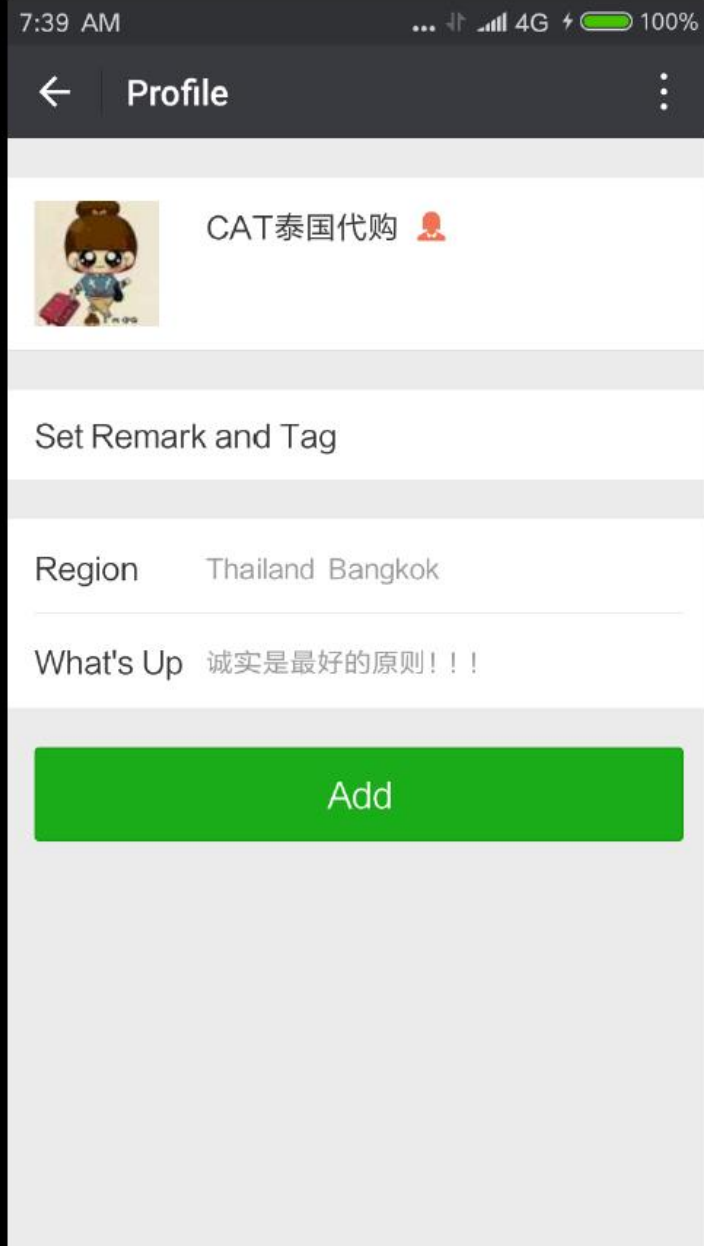 7:39 AM ... 4G 100%
Profile
CAT泰国代购
I'm QQ
Set Remark and Tag
Region Thailand Bangkok
What's Up 诚实是最好的原则！！！
Add